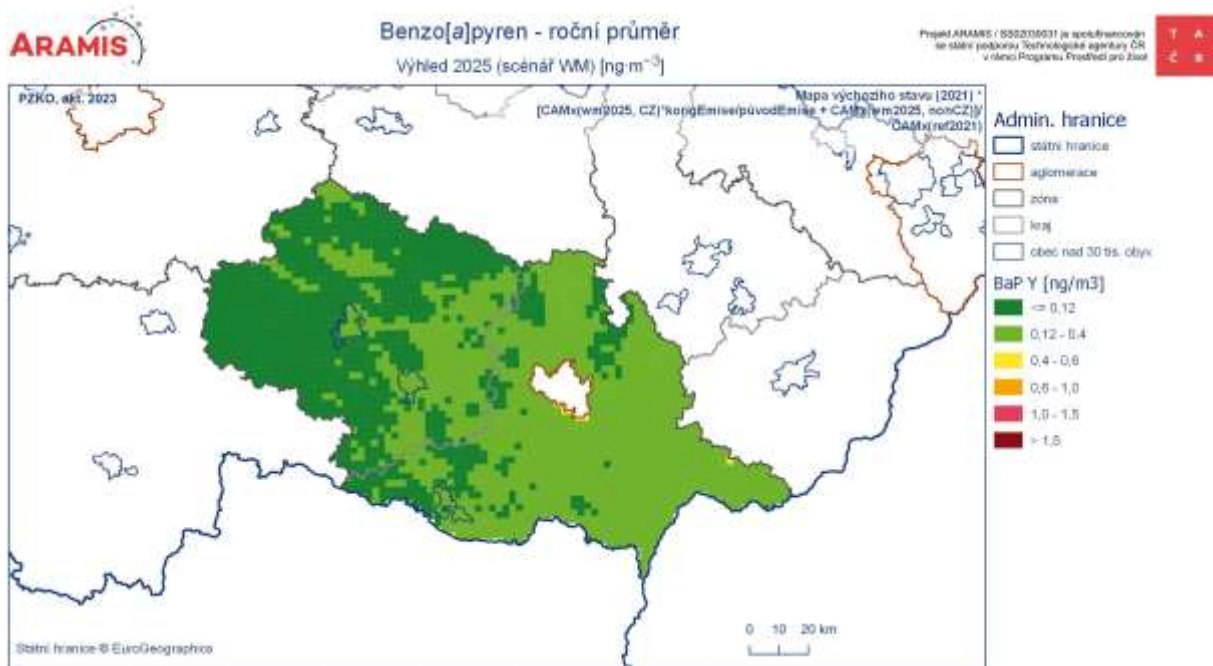 ARAMIS
Benzo[a]pyren - roční průměr
Výhled 2025 (scénář WM) [ng·m⁻³]
Projekt ARAMIS / SS02030031 je spolufinancován
se státní podporou Technologické agentury ČR
v rámci Programu Prostředí pro život
T A
Č R
PZKO, akt. 2023
Mapa výchozího stavu (2021) *
[CAMx(wm2025, CZ)*korigEmise/původEmise + CAMx(wm2025, nonCZ)]/
CAMx(ref2021)
Admin. hranice
státní hranice
aglomerace
zóna
kraj
obec nad 30 tis. obyv.
BaP Y [ng/m3]
<= 0,12
0,12 - 0,4
0,4 - 0,6
0,6 - 1,0
1,0 - 1,5
> 1,5
0 10 20 km
Státní hranice © EuroGeographics